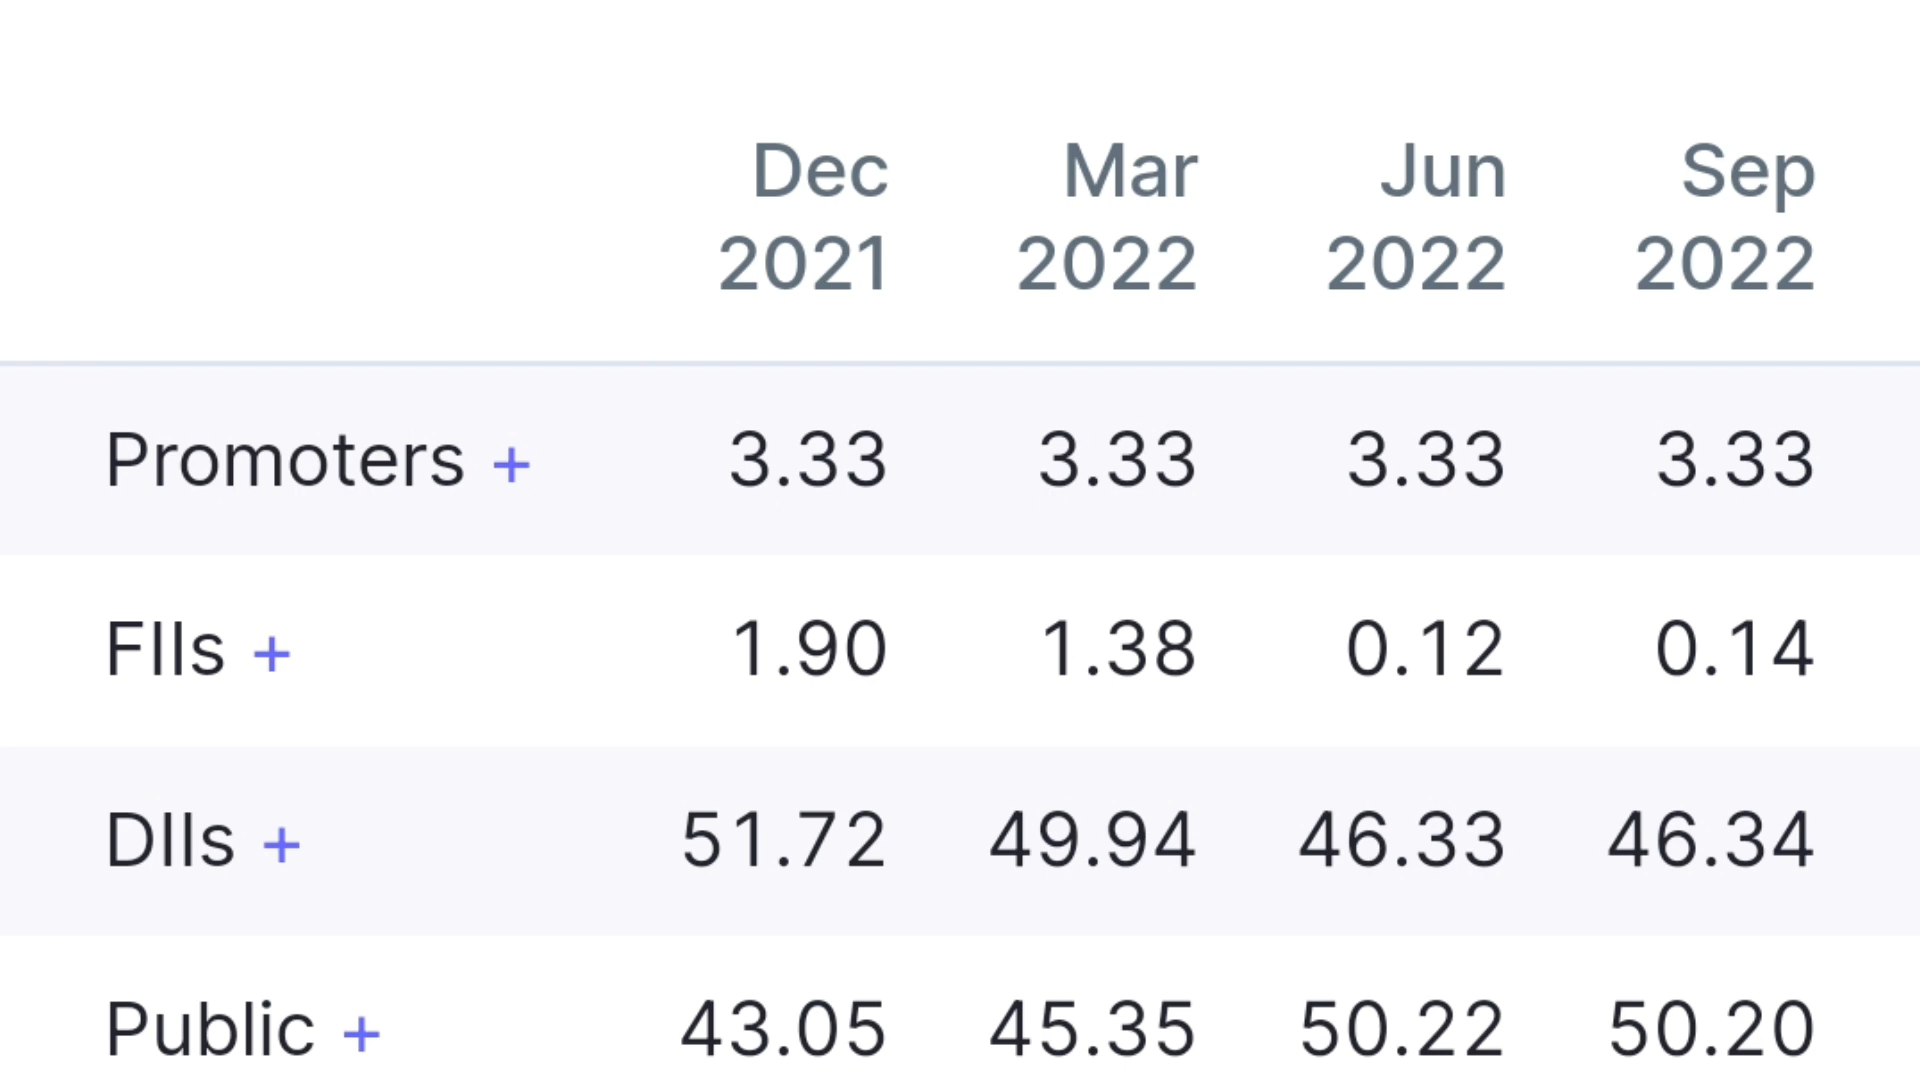 Dec Mar Jun Sep
2021 2022 2022 2022
Promoters + 3.33 3.33 3.33 3.33
FIIs + 1.90 1.38 0.12 0.14
DIIs + 51.72 49.94 46.33 46.34
Public + 43.05 45.35 50.22 50.20